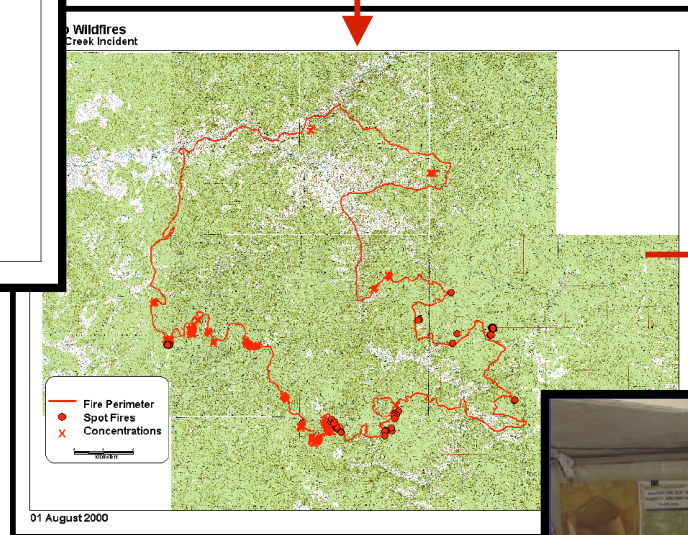 Wildfires
Creek Incident
Fire Perimeter
Spot Fires
Concentrations
01 August 2000